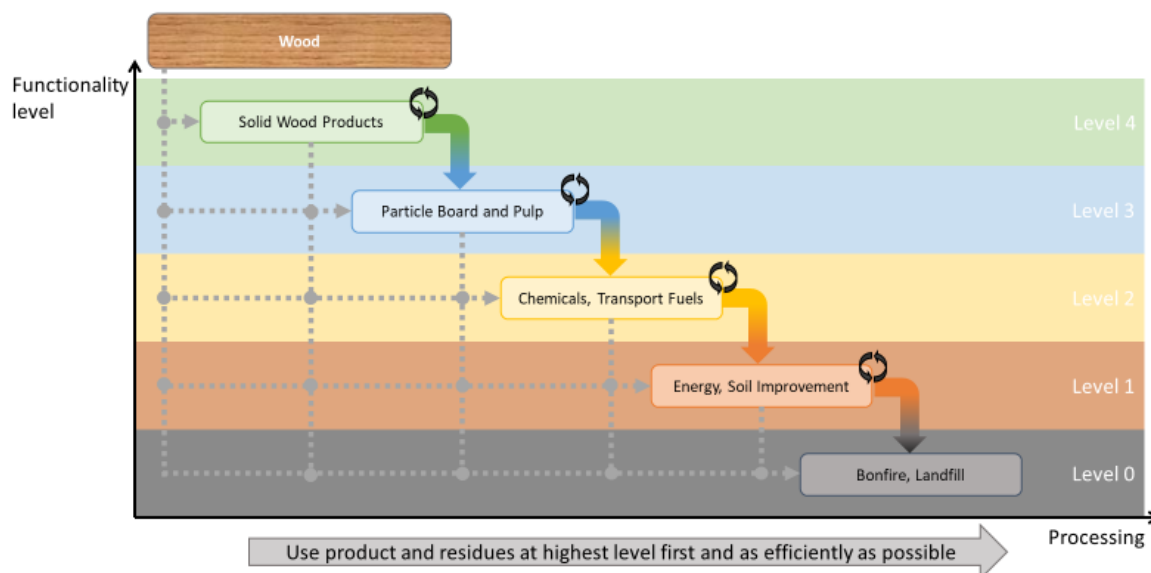 Wood
Functionality
level
Solid Wood Products
Level 4
Particle Board and Pulp
Level 3
Chemicals, Transport Fuels
Level 2
Energy, Soil Improvement
Level 1
Bonfire, Landfill
Level 0
Processing
Use product and residues at highest level first and as efficiently as possible